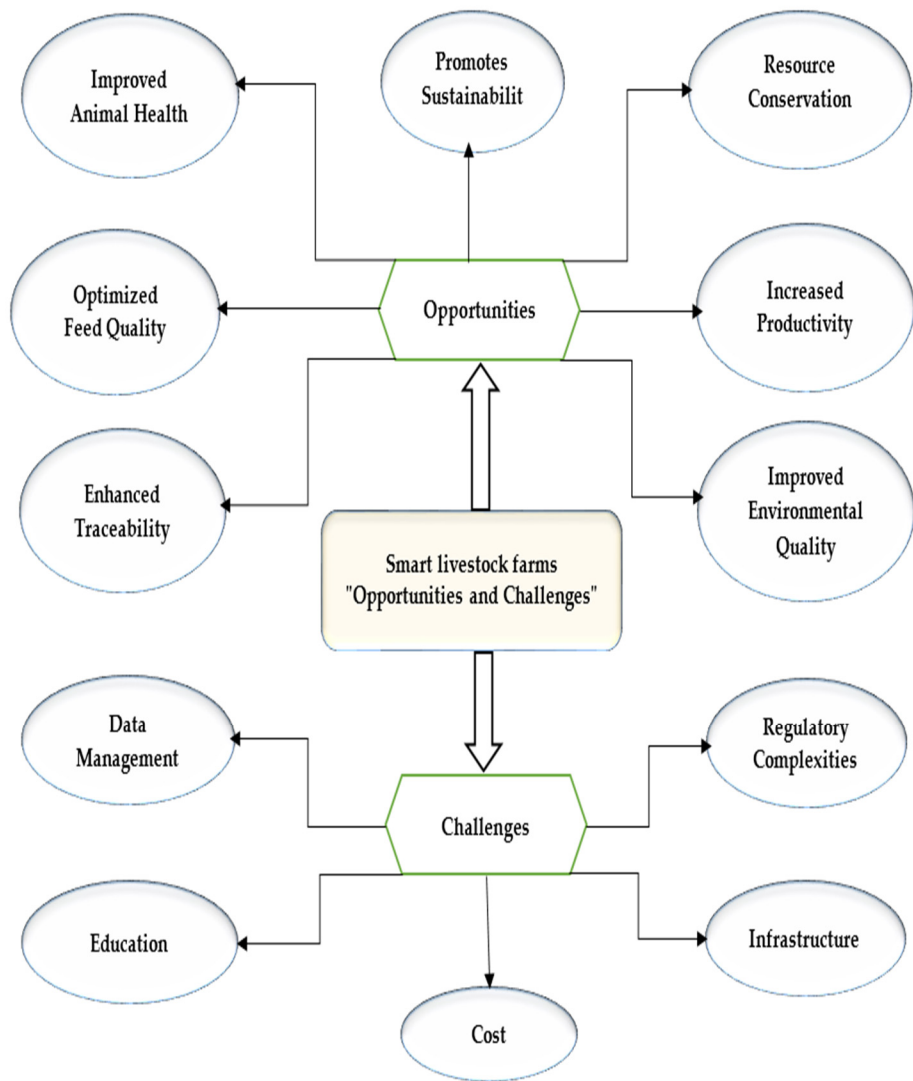 Improved
Animal Health
Promotes
Sustainabilit
Resource
Conservation
Optimized
Feed Quality
Opportunities
Increased
Productivity
Enhanced
Traceability
Improved
Environmental
Quality
Smart livestock farms
"Opportunities and Challenges"
Data
Management
Regulatory
Complexities
Challenges
Education
Infrastructure
Cost